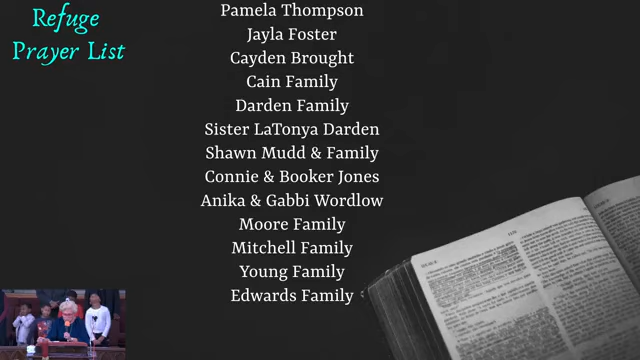 Refuge
Prayer List
Pamela Thompson
Jayla Foster
Cayden Brought
Cain Family
Darden Family
Sister LaTonya Darden
Shawn Mudd & Family
Connie & Booker Jones
Anika & Gabbi Wordlow
Moore Family
Mitchell Family
Young Family
Edwards Family